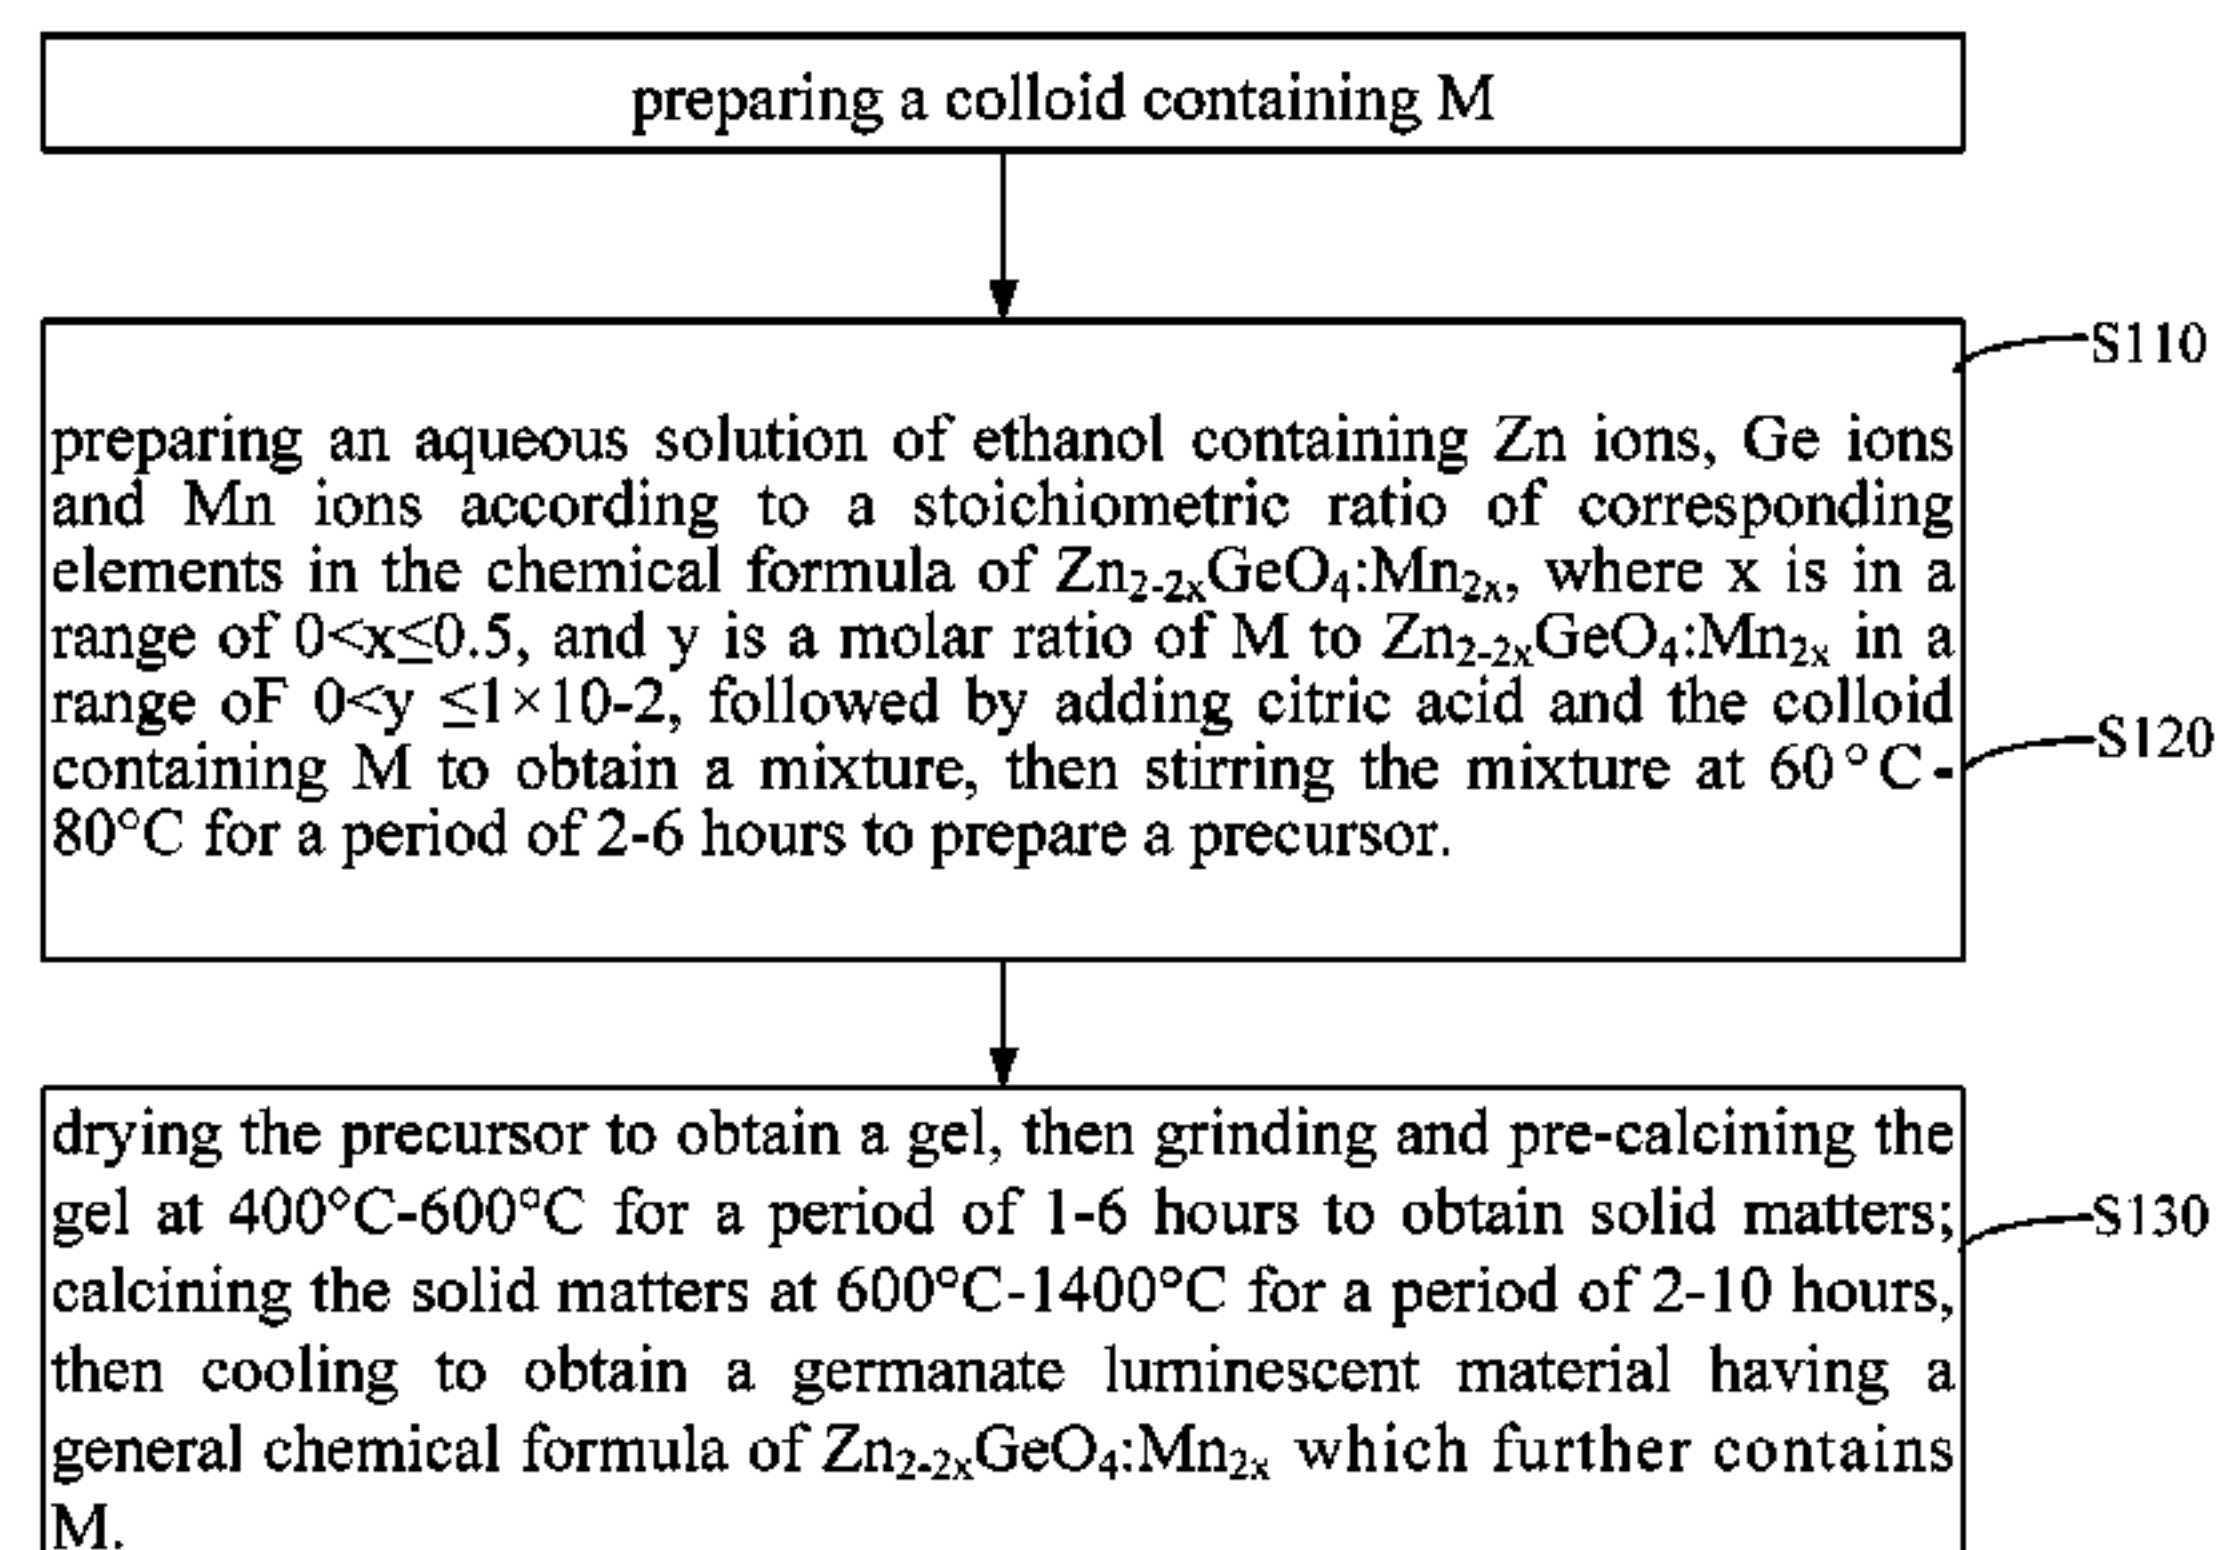 preparing a colloid containing M
S110
preparing an aqueous solution of ethanol containing Zn ions, Ge ions
and Mn ions according to a stoichiometric ratio of corresponding
elements in the chemical formula of Zn₂₋₂ₓGeO₄:Mn₂ₓ, where x is in a
range of 0<x≤0.5, and y is a molar ratio of M to Zn₂₋₂ₓGeO₄:Mn₂ₓ in a
range oF 0<y ≤1×10-2, followed by adding citric acid and the colloid
containing M to obtain a mixture, then stirring the mixture at 60°C-
80°C for a period of 2-6 hours to prepare a precursor.
S120
drying the precursor to obtain a gel, then grinding and pre-calcining the
gel at 400°C-600°C for a period of 1-6 hours to obtain solid matters;
calcining the solid matters at 600°C-1400°C for a period of 2-10 hours,
then cooling to obtain a germanate luminescent material having a
general chemical formula of Zn₂₋₂ₓGeO₄:Mn₂ₓ which further contains
M.
S130